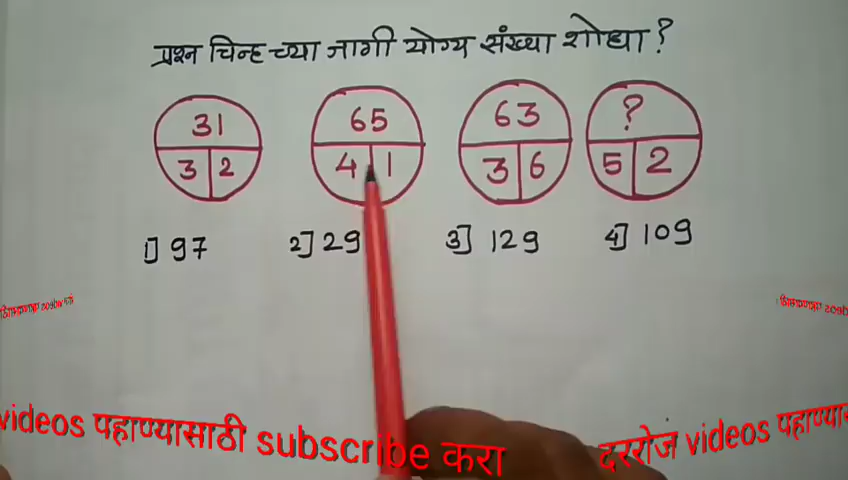 प्रश्न चिन्ह च्या जागी योग्य संख्या शोधा ?
31 65 63 ?
3 2 4 1 3 6 5 2
1] 97 2] 29 3] 129 4] 109
videos पहाण्यासाठी subscribe करा दररोज videos